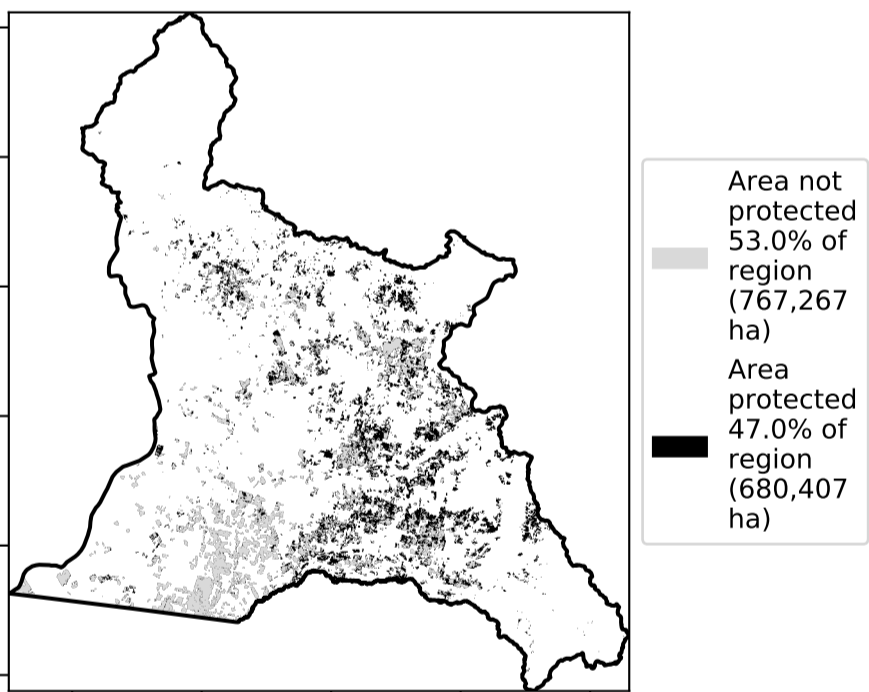 Area not
protected
53.0% of
region
(767,267
ha)
Area
protected
47.0% of
region
(680,407
ha)